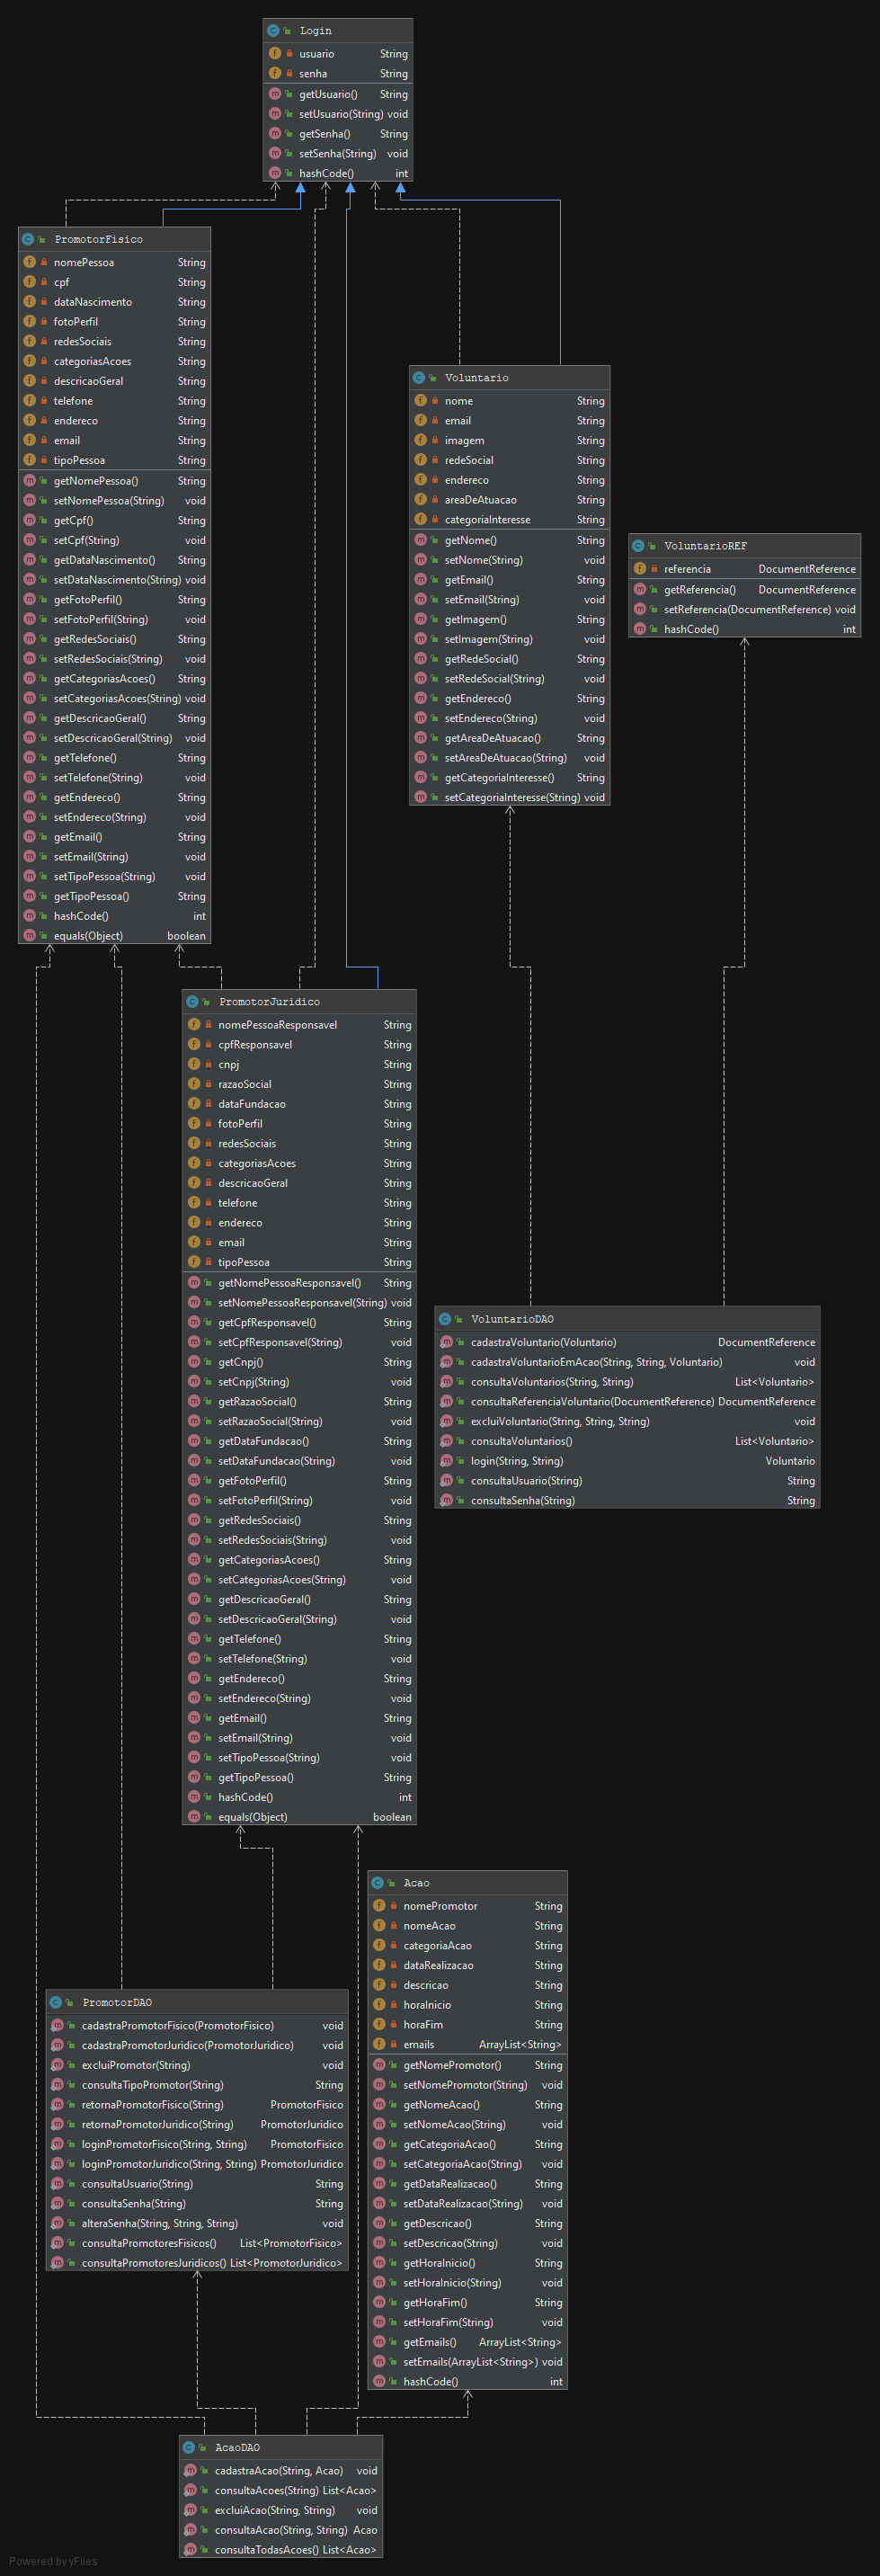 Login
usuario String
senha String
getUsuario() String
setUsuario(String) void
getSenha() String
setSenha(String) void
hashCode() int
PromotorFisico
nomePessoa String
cpf String
dataNascimento String
fotoPerfil String
redesSociais String
categoriasAcoes String
descricaoGeral String
telefone String
endereco String
email String
tipoPessoa String
getNomePessoa() String
setNomePessoa(String) void
getCpf() String
setCpf(String) void
getDataNascimento() String
setDataNascimento(String) void
getFotoPerfil() String
setFotoPerfil(String) void
getRedesSociais() String
setRedesSociais(String) void
getCategoriasAcoes() String
setCategoriasAcoes(String) void
getDescricaoGeral() String
setDescricaoGeral(String) void
getTelefone() String
setTelefone(String) void
getEndereco() String
setEndereco(String) void
getEmail() String
setEmail(String) void
setTipoPessoa(String) void
getTipoPessoa() String
hashCode() int
equals(Object) boolean
Voluntario
nome String
email String
imagem String
redeSocial String
endereco String
areaDeAtuacao String
categoriaInteresse String
getNome() String
setNome(String) void
getEmail() String
setEmail(String) void
getImagem() String
setImagem(String) void
getRedeSocial() String
setRedeSocial(String) void
getEndereco() String
setEndereco(String) void
getAreaDeAtuacao() String
setAreaDeAtuacao(String) void
getCategoriaInteresse() String
setCategoriaInteresse(String) void
VoluntarioREF
referencia DocumentReference
getReferencia() DocumentReference
setReferencia(DocumentReference) void
hashCode() int
PromotorJuridico
nomePessoaResponsavel String
cpfResponsavel String
cnpj String
razaoSocial String
dataFundacao String
fotoPerfil String
redesSociais String
categoriasAcoes String
descricaoGeral String
telefone String
endereco String
email String
tipoPessoa String
getNomePessoaResponsavel() String
setNomePessoaResponsavel(String) void
getCpfResponsavel() String
setCpfResponsavel(String) void
getCnpj() String
setCnpj(String) void
getRazaoSocial() String
setRazaoSocial(String) void
getDataFundacao() String
setDataFundacao(String) void
getFotoPerfil() String
setFotoPerfil(String) void
getRedesSociais() String
setRedesSociais(String) void
getCategoriasAcoes() String
setCategoriasAcoes(String) void
getDescricaoGeral() String
setDescricaoGeral(String) void
getTelefone() String
setTelefone(String) void
getEndereco() String
setEndereco(String) void
getEmail() String
setEmail(String) void
setTipoPessoa(String) void
getTipoPessoa() String
hashCode() int
equals(Object) boolean
VoluntarioDAO
cadastraVoluntario(Voluntario) DocumentReference
cadastraVoluntarioEmAcao(String, String, Voluntario) void
consultaVoluntarios(String, String) List<Voluntario>
consultaReferenciaVoluntario(DocumentReference) DocumentReference
excluiVoluntario(String, String, String) void
consultaVoluntarios() List<Voluntario>
login(String, String) Voluntario
consultaUsuario(String) String
consultaSenha(String) String
Acao
nomePromotor String
nomeAcao String
categoriaAcao String
dataRealizacao String
descricao String
horaInicio String
horaFim String
emails ArrayList<String>
getNomePromotor() String
setNomePromotor(String) void
getNomeAcao() String
setNomeAcao(String) void
getCategoriaAcao() String
setCategoriaAcao(String) void
getDataRealizacao() String
setDataRealizacao(String) void
getDescricao() String
setDescricao(String) void
getHoraInicio() String
setHoraInicio(String) void
getHoraFim() String
setHoraFim(String) void
getEmails() ArrayList<String>
setEmails(ArrayList<String>) void
hashCode() int
PromotorDAO
cadastraPromotorFisico(PromotorFisico) void
cadastraPromotorJuridico(PromotorJuridico) void
excluiPromotor(String) void
consultaTipoPromotor(String) String
retornaPromotorFisico(String) PromotorFisico
retornaPromotorJuridico(String) PromotorJuridico
loginPromotorFisico(String, String) PromotorFisico
loginPromotorJuridico(String, String) PromotorJuridico
consultaUsuario(String) String
consultaSenha(String) String
alteraSenha(String, String, String) void
consultaPromotoresFisicos() List<PromotorFisico>
consultaPromotoresJuridicos() List<PromotorJuridico>
AcaoDAO
cadastraAcao(String, Acao) void
consultaAcoes(String) List<Acao>
excluiAcao(String, String) void
consultaAcao(String, String) Acao
consultaTodasAcoes() List<Acao>
Powered by yFiles